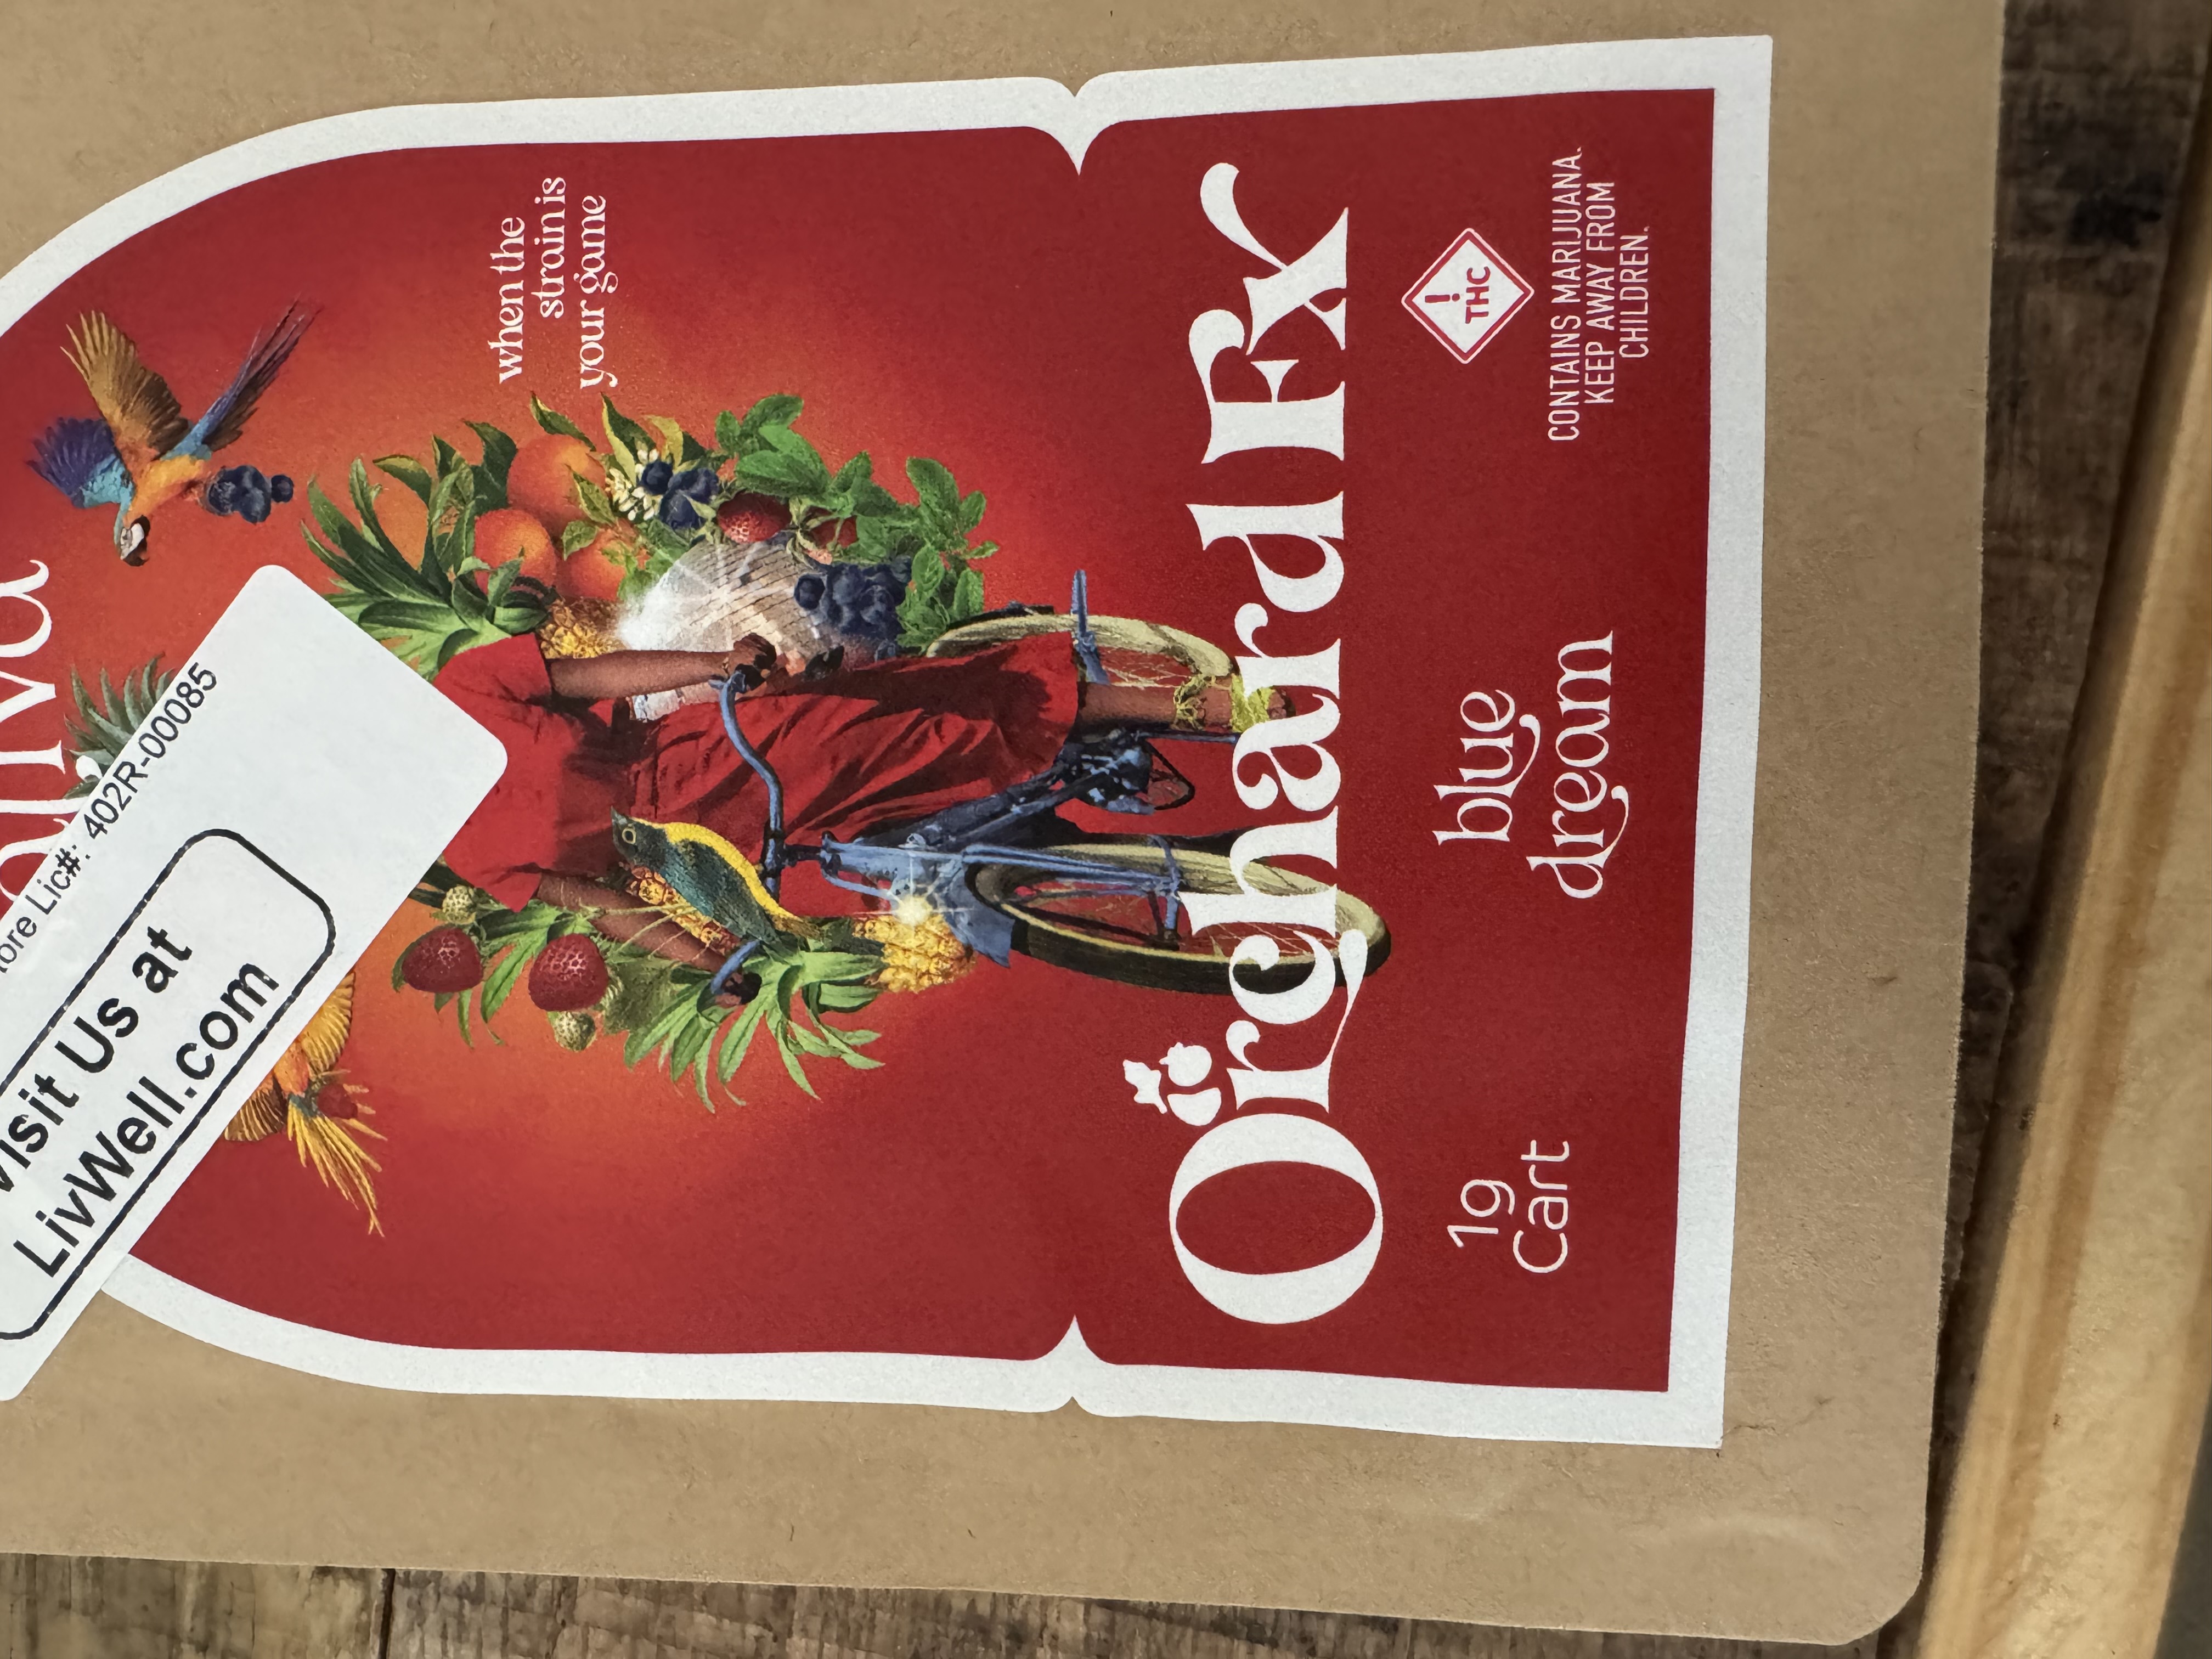 Lic#: 402R-00085
Visit Us at
LivWell.com
when the
strain is
your game
Orchard Fx
1g
Cart
blue
dream
!
THC
CONTAINS MARIJUANA.
KEEP AWAY FROM
CHILDREN.